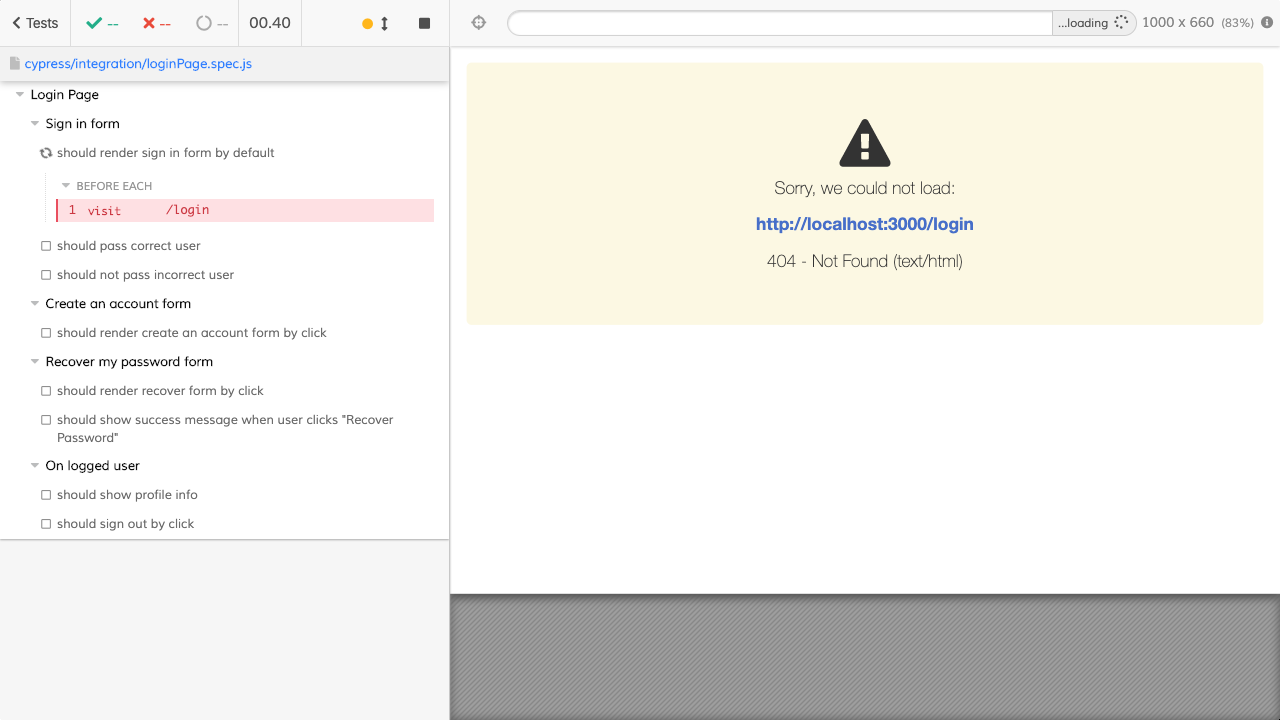 Tests
--
--
--
00.40
...loading
1000 x 660 (83%)
cypress/integration/loginPage.spec.js
Login Page
Sign in form
should render sign in form by default
BEFORE EACH
1 visit /login
should pass correct user
should not pass incorrect user
Create an account form
should render create an account form by click
Recover my password form
should render recover form by click
should show success message when user clicks "Recover
Password"
On logged user
should show profile info
should sign out by click
Sorry, we could not load:
http://localhost:3000/login
404 - Not Found (text/html)